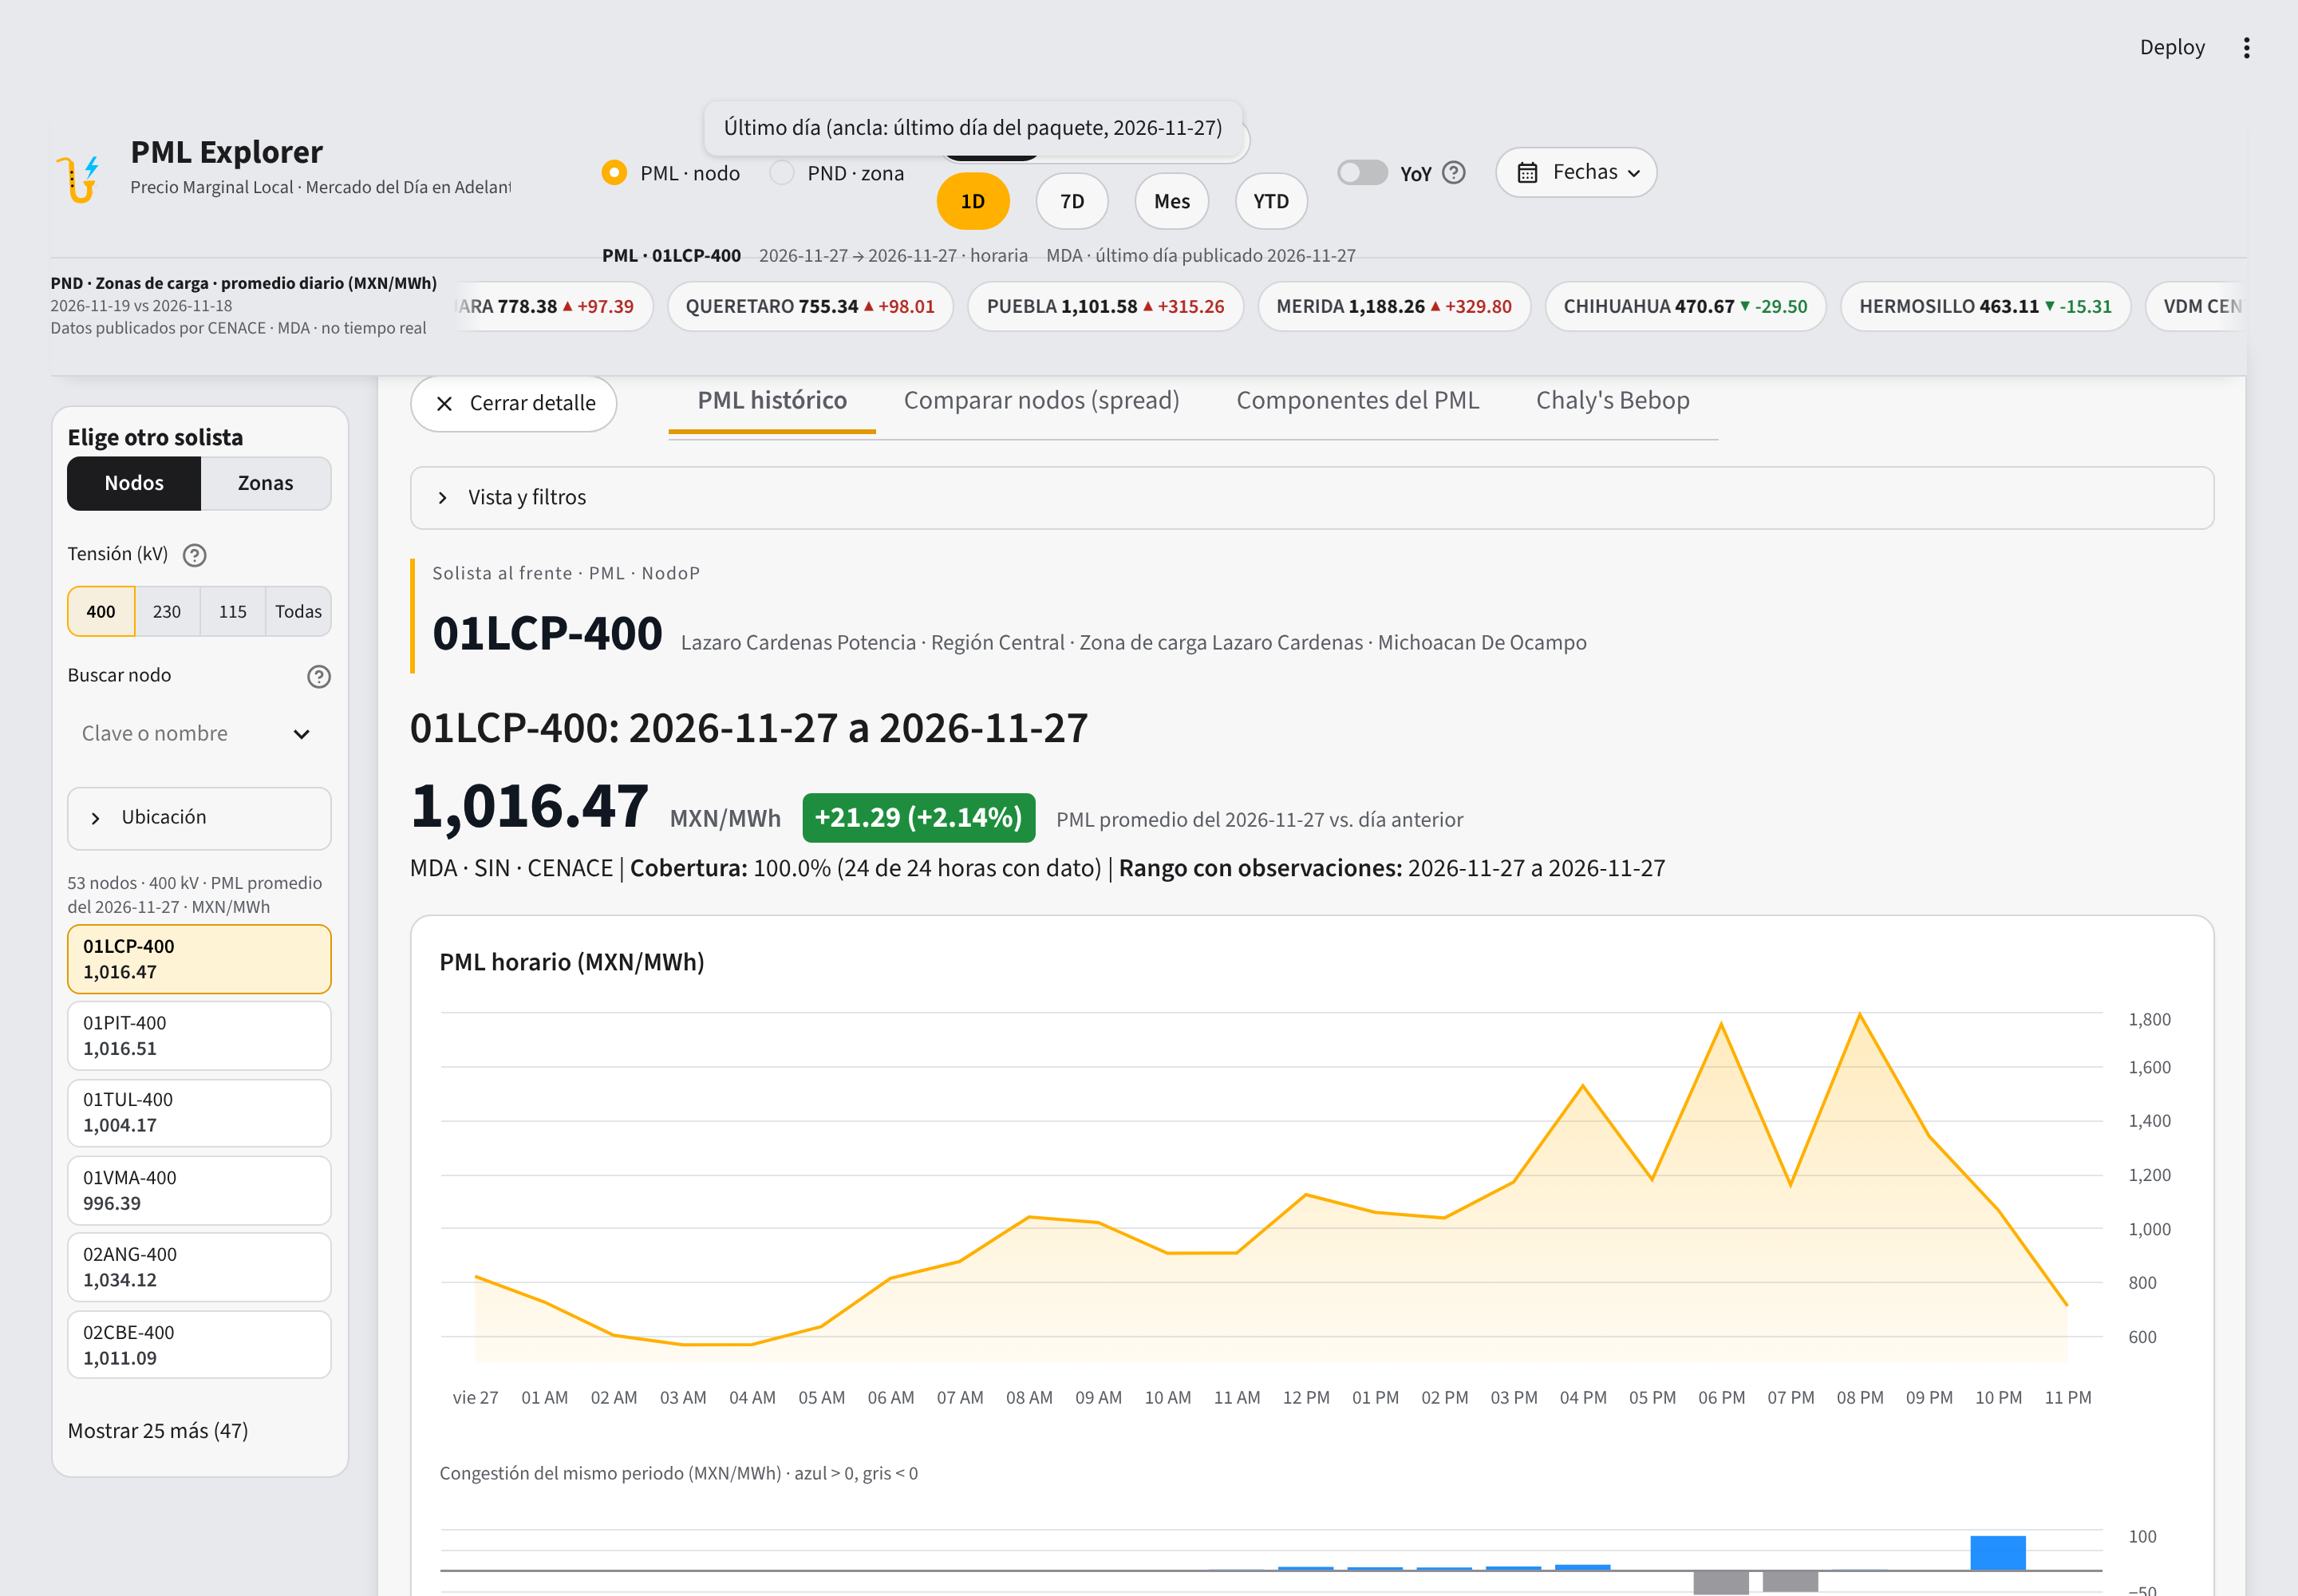 Deploy
Último día (ancla: último día del paquete, 2026-11-27)
PML Explorer
Precio Marginal Local · Mercado del Día en
PML · nodo
PND · zona
1D
7D
Mes
YTD
YoY
Fechas
PML · 01LCP-400 2026-11-27 → 2026-11-27 · horaria MDA · último día publicado 2026-11-27
PND · Zonas de carga · promedio diario (MXN/MWh)
2026-11-19 vs 2026-11-18
Datos publicados por CENACE · MDA · no tiempo real
778.38 ▲ +97.39
QUERETARO 755.34 ▲ +98.01
PUEBLA 1,101.58 ▲ +315.26
MERIDA 1,188.26 ▲ +329.80
CHIHUAHUA 470.67 ▼ -29.50
HERMOSILLO 463.11 ▼ -15.31
VDM
Elige otro solista
Nodos
Zonas
Tensión (kV)
400
230
115
Todas
Buscar nodo
Clave o nombre
Ubicación
53 nodos · 400 kV · PML promedio
del 2026-11-27 · MXN/MWh
01LCP-400
1,016.47
01PIT-400
1,016.51
01TUL-400
1,004.17
01VMA-400
996.39
02ANG-400
1,034.12
02CBE-400
1,011.09
Mostrar 25 más (47)
Cerrar detalle
PML histórico
Comparar nodos (spread)
Componentes del PML
Chaly's Bebop
Vista y filtros
Solista al frente · PML · NodoP
01LCP-400 Lazaro Cardenas Potencia · Región Central · Zona de carga Lazaro Cardenas · Michoacan De Ocampo
01LCP-400: 2026-11-27 a 2026-11-27
1,016.47 MXN/MWh +21.29 (+2.14%) PML promedio del 2026-11-27 vs. día anterior
MDA · SIN · CENACE | Cobertura: 100.0% (24 de 24 horas con dato) | Rango con observaciones: 2026-11-27 a 2026-11-27
PML horario (MXN/MWh)
1,800
1,600
1,400
1,200
1,000
800
600
vie 27 01 AM 02 AM 03 AM 04 AM 05 AM 06 AM 07 AM 08 AM 09 AM 10 AM 11 AM 12 PM 01 PM 02 PM 03 PM 04 PM 05 PM 06 PM 07 PM 08 PM 09 PM 10 PM 11 PM
Congestión del mismo periodo (MXN/MWh) · azul > 0, gris < 0
100
−50